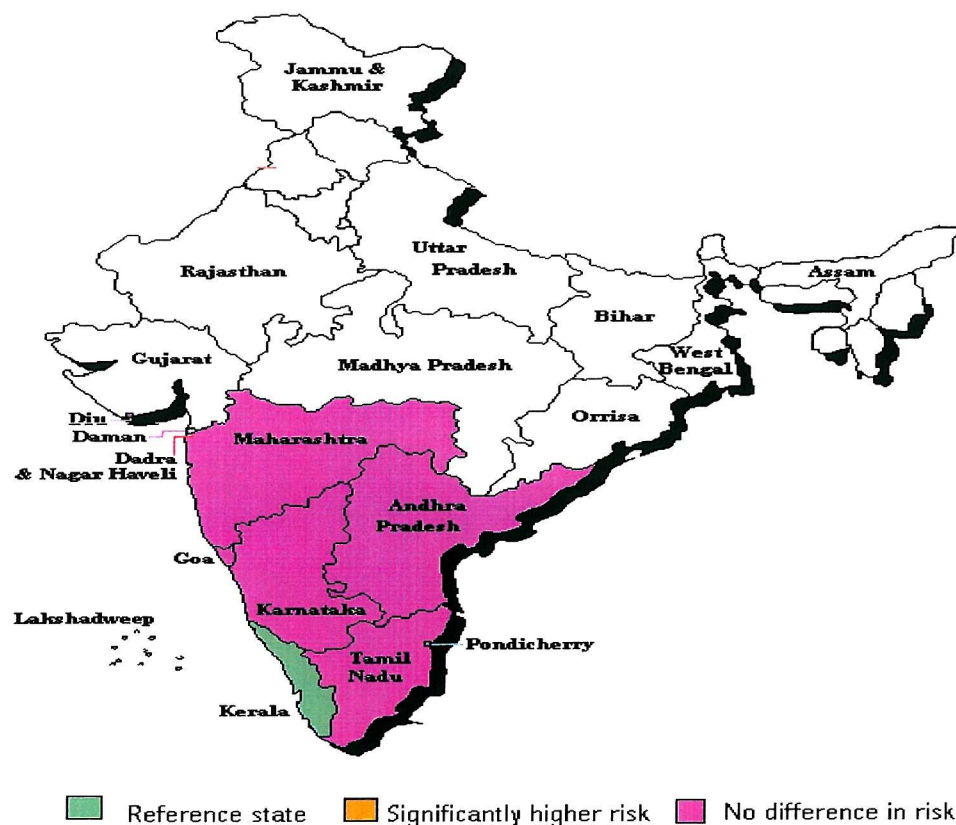 Jammu &
Kashmir
Uttar
Pradesh
Rajasthan
Assam
Bihar
Gujarat
Madhya Pradesh
West
Bengal
Orrisa
Diu
Daman
Dadra
& Nagar Haveli
Maharashtra
Andhra
Pradesh
Goa
Karnataka
Lakshadweep
Pondicherry
Tamil
Nadu
Kerala
Reference state
Significantly higher risk
No difference in risk